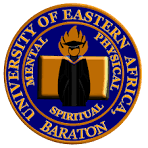 UNIVERSITY OF EASTERN AFRICA,
BARATON
MENTAL
PHYSICAL
SPIRITUAL